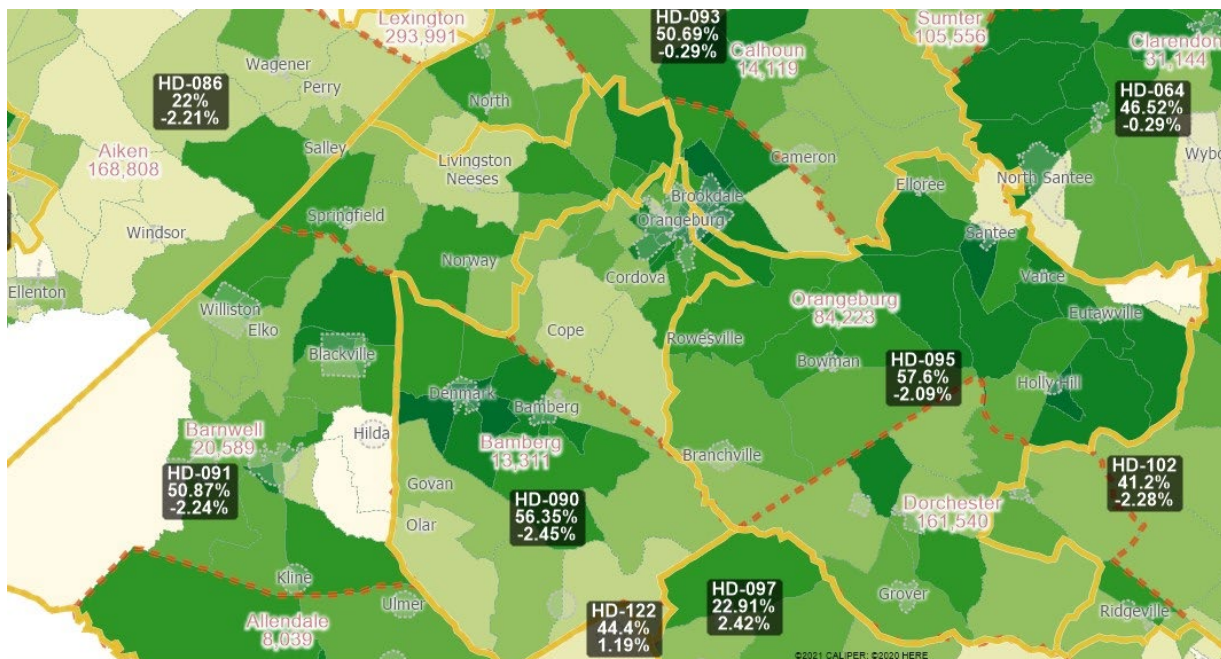 Lexington
293,991
HD-093
50.69%
-0.29%
Sumter
105,556
Calhoun
14,119
Clarendon
31,144
Wagener
HD-086
22%
-2.21%
Perry
North
HD-064
46.52%
-0.29%
Aiken
168,808
Salley
Livingston
Neeses
Cameron
Elloree
North Santee
Brookdale
Orangeburg
Springfield
Windsor
Santee
Norway
Cordova
Vance
Ellenton
Williston
Elko
Orangeburg
84,223
Eutawville
Cope
Rowesville
Blackville
Bowman
HD-095
57.6%
-2.09%
Holly Hill
Denmark
Bamberg
Barnwell
20,589
Hilda
Bamberg
13,311
Branchville
HD-091
50.87%
-2.24%
Govan
HD-090
56.35%
-2.45%
HD-102
41.2%
-2.28%
Olar
Dorchester
161,540
Kline
HD-097
22.91%
2.42%
Grover
Ulmer
HD-122
44.4%
1.19%
Ridgeville
Allendale
8,039
©2021 CALIPER; ©2020 HERE